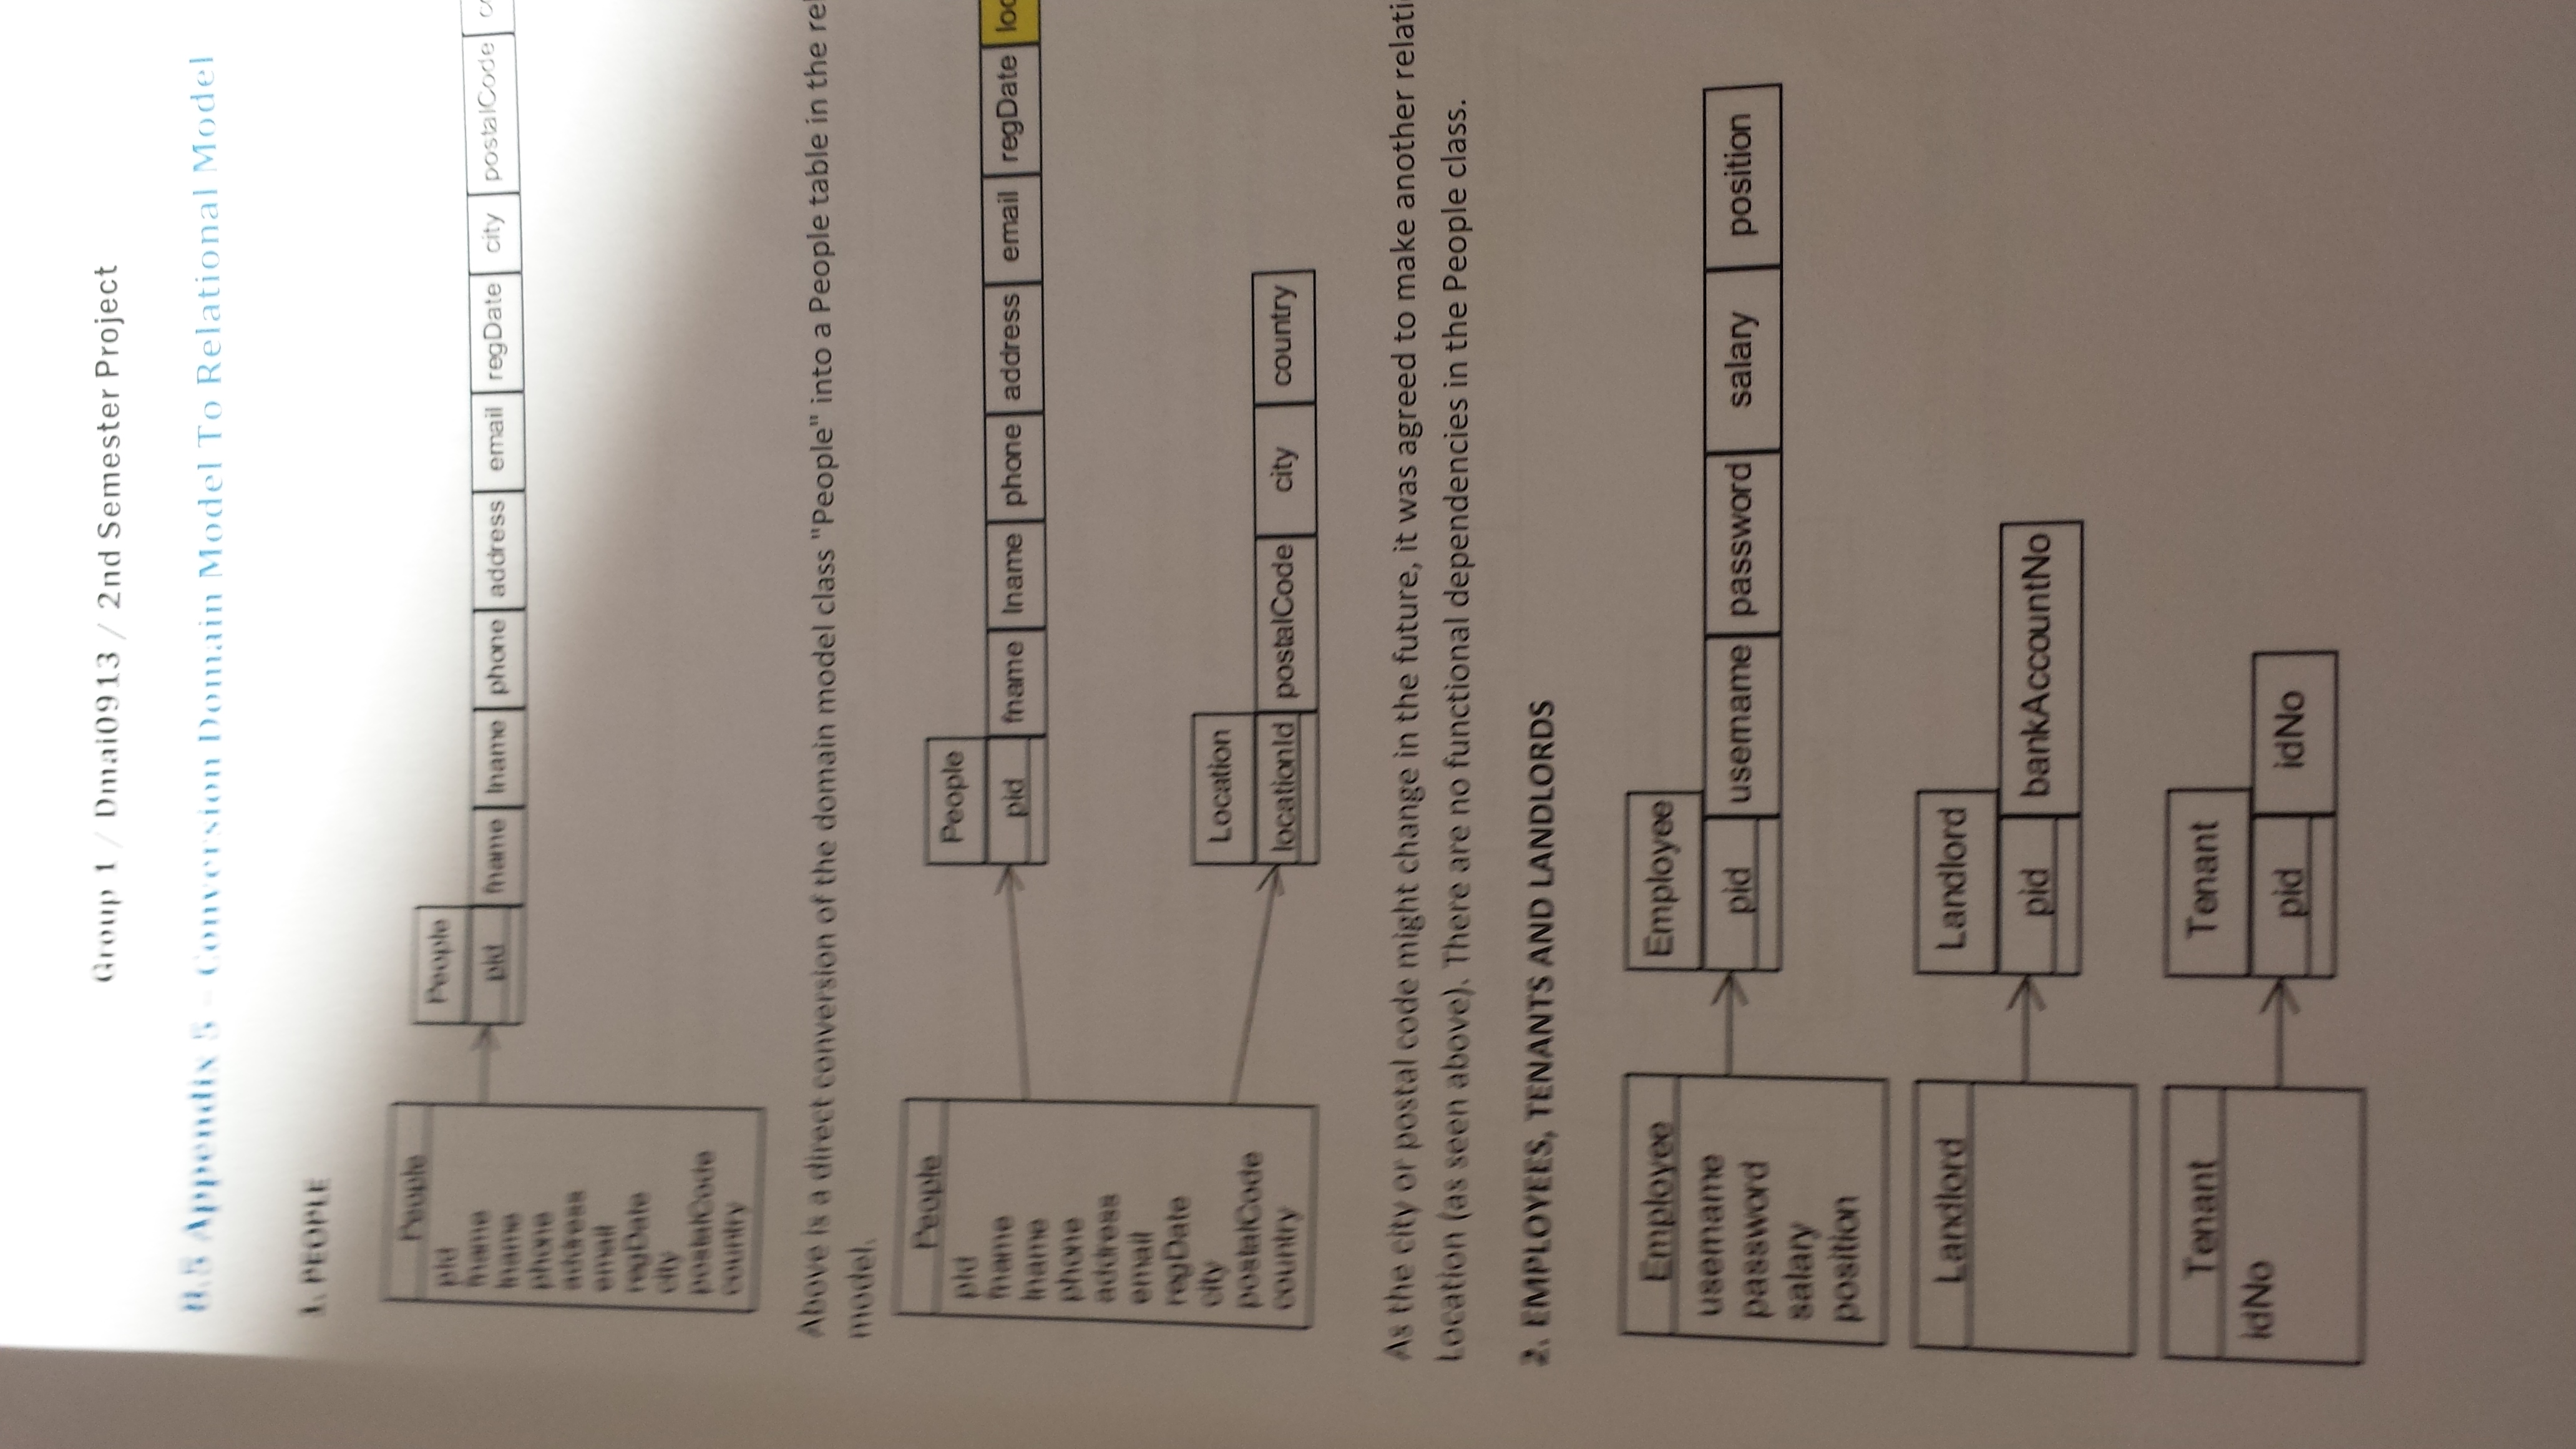 Group 1 / Dmai0913 / 2nd Semester Project
8.5 Appendix 5 - Conversion Domain Model To Relational Model
1. PEOPLE
People
pid
fname
lname
phone
address
email
regDate
city
postalCode
country
People
pid fname lname phone address email regDate city postalCode
Above is a direct conversion of the domain model class "People" into a People table in the
model.
People
pid
fname
lname
phone
address
email
regDate
city
postalCode
country
People
pid fname lname phone address email regDate
Location
locationId postalCode city country
As the city or postal code might change in the future, it was agreed to make another
Location (as seen above). There are no functional dependencies in the People class.
2. EMPLOYEES, TENANTS AND LANDLORDS
Employee
username
password
salary
position
Employee
pid username password salary position
Landlord
Landlord
pid bankAccountNo
Tenant
idNo
Tenant
pid idNo